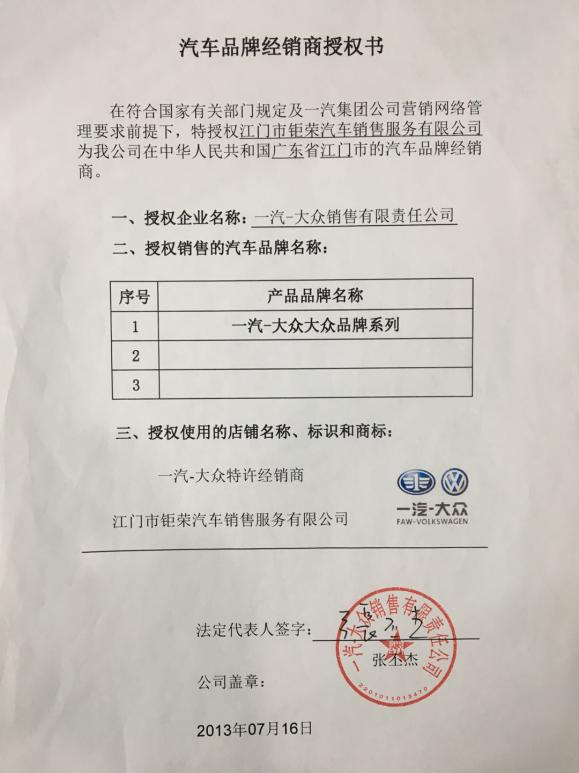 汽车品牌经销商授权书
在符合国家有关部门规定及一汽集团公司营销网络管
理要求前提下，特授权江门市钜荣汽车销售服务有限公司
为我公司在中华人民共和国广东省江门市的汽车品牌经销
商。
一、授权企业名称：一汽-大众销售有限责任公司
二、授权销售的汽车品牌名称：
序号 产品品牌名称
1 一汽-大众大众品牌系列
2
3
三、授权使用的店铺名称、标识和商标：
一汽-大众特许经销商
一汽-大众
FAW-VOLKSWAGEN
江门市钜荣汽车销售服务有限公司
法定代表人签字：
张丕杰
一汽大众销售有限责任公司
2201011013470
公司盖章：
2013年07月16日